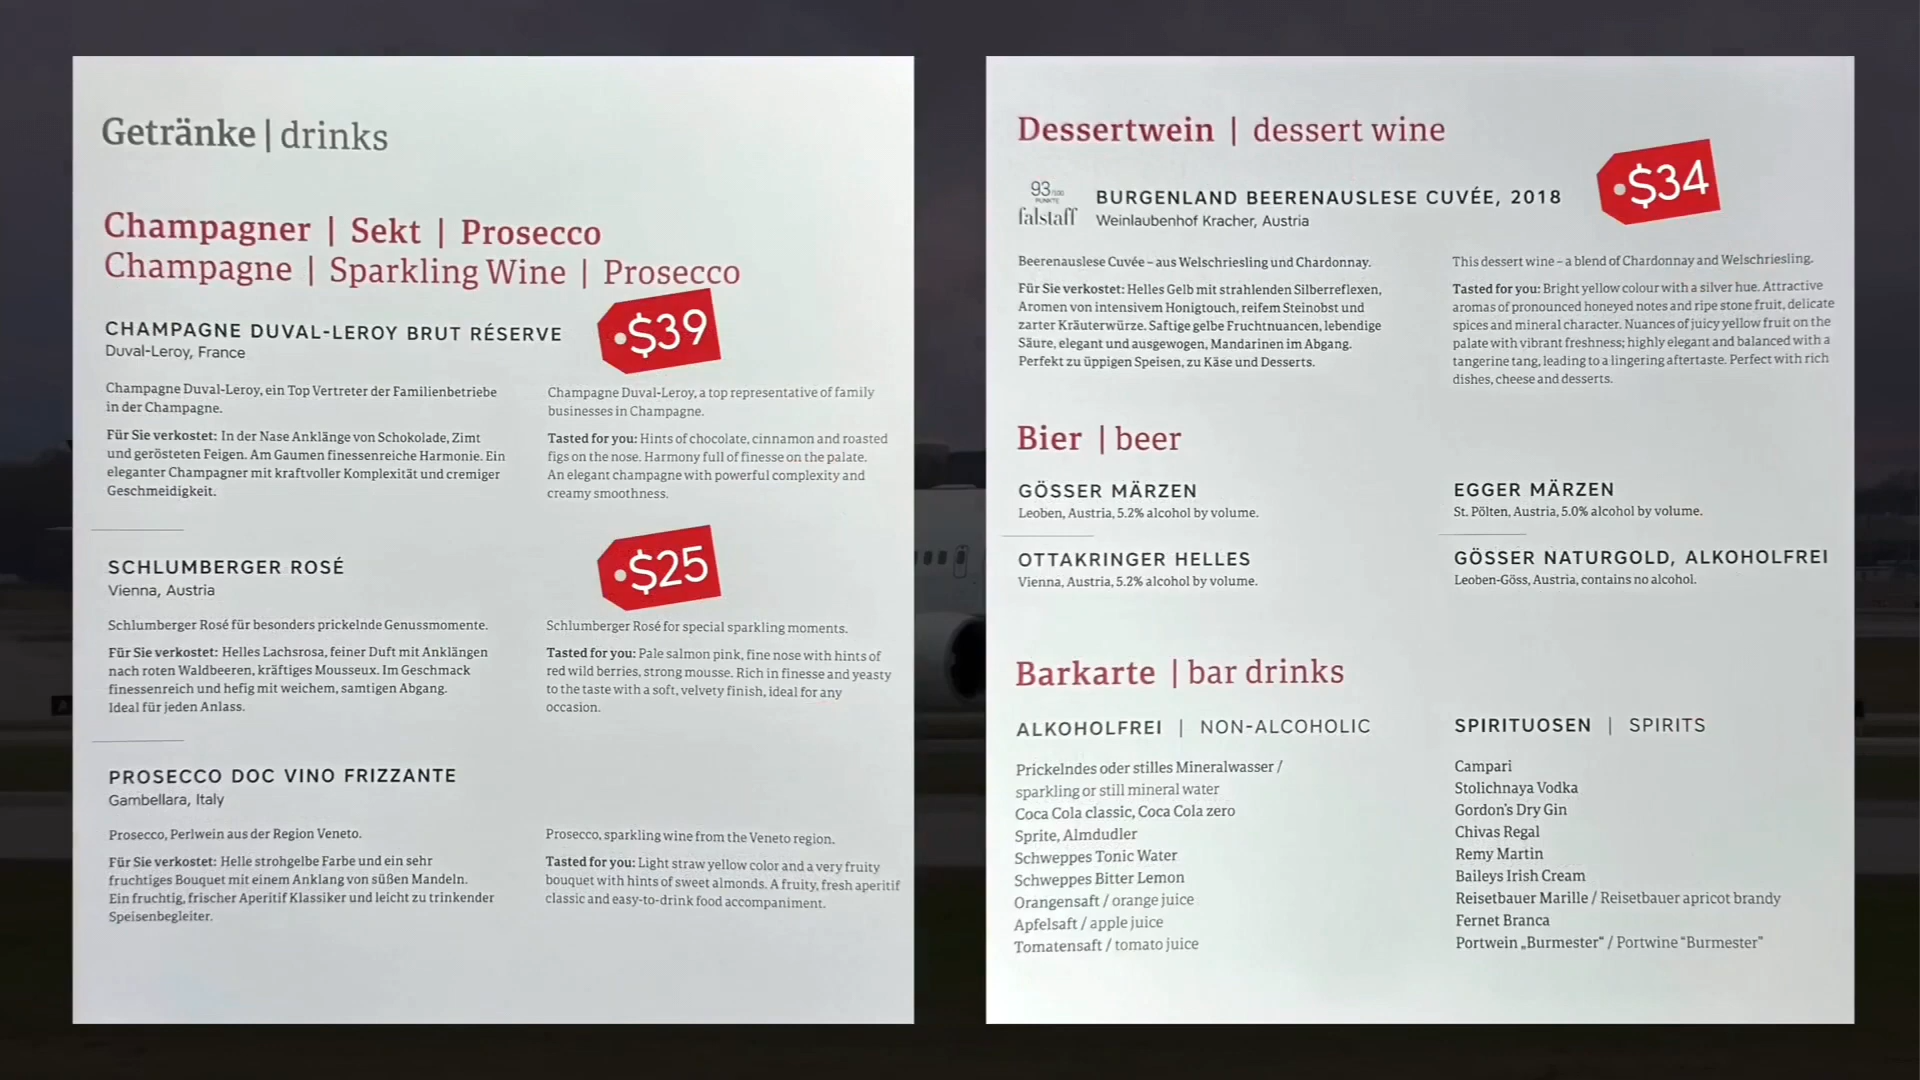 Getränke | drinks
Champagner | Sekt | Prosecco
Champagne | Sparkling Wine | Prosecco
CHAMPAGNE DUVAL-LEROY BRUT RÉSERVE
Duval-Leroy, France
$39
Champagne Duval-Leroy, ein Top Vertreter der Familienbetriebe
in der Champagne.
Für Sie verkostet: In der Nase Anklänge von Schokolade, Zimt
und gerösteten Feigen. Am Gaumen finessenreiche Harmonie. Ein
eleganter Champagner mit kraftvoller Komplexität und cremiger
Geschmeidigkeit.
Champagne Duval-Leroy, a top representative of family
businesses in Champagne.
Tasted for you: Hints of chocolate, cinnamon and roasted
figs on the nose. Harmony full of finesse on the palate.
An elegant champagne with powerful complexity and
creamy smoothness.
SCHLUMBERGER ROSÉ
Vienna, Austria
$25
Schlumberger Rosé für besonders prickelnde Genussmomente.
Für Sie verkostet: Helles Lachsrosa, feiner Duft mit Anklängen
nach roten Waldbeeren, kräftiges Mousseux. Im Geschmack
finessenreich und hefig mit weichem, samtigen Abgang.
Ideal für jeden Anlass.
Schlumberger Rosé for special sparkling moments.
Tasted for you: Pale salmon pink, fine nose with hints of
red wild berries, strong mousse. Rich in finesse and yeasty
to the taste with a soft, velvety finish, ideal for any
occasion.
PROSECCO DOC VINO FRIZZANTE
Gambellara, Italy
Prosecco, Perlwein aus der Region Veneto.
Für Sie verkostet: Helle strohgelbe Farbe und ein sehr
fruchtiges Bouquet mit einem Anklang von süßen Mandeln.
Ein fruchtig, frischer Aperitif Klassiker und leicht zu trinkender
Speisenbegleiter.
Prosecco, sparkling wine from the Veneto region.
Tasted for you: Light straw yellow color and a very fruity
bouquet with hints of sweet almonds. A fruity, fresh aperitif
classic and easy-to-drink food accompaniment.
Dessertwein | dessert wine
93/100
PUNKTE
falstaff
BURGENLAND BEERENAUSLESE CUVÉE, 2018
Weinlaubenhof Kracher, Austria
$34
Beerenauslese Cuvée – aus Welschriesling und Chardonnay.
Für Sie verkostet: Helles Gelb mit strahlenden Silberreflexen,
Aromen von intensivem Honigtouch, reifem Steinobst und
zarter Kräuterwürze. Saftige gelbe Fruchtnuancen, lebendige
Säure, elegant und ausgewogen, Mandarinen im Abgang.
Perfekt zu üppigen Speisen, zu Käse und Desserts.
This dessert wine – a blend of Chardonnay and Welschriesling.
Tasted for you: Bright yellow colour with a silver hue. Attractive
aromas of pronounced honeyed notes and ripe stone fruit, delicate
spices and mineral character. Nuances of juicy yellow fruit on the
palate with vibrant freshness; highly elegant and balanced with a
tangerine tang, leading to a lingering aftertaste. Perfect with rich
dishes, cheese and desserts.
Bier | beer
GÖSSER MÄRZEN
Leoben, Austria, 5.2% alcohol by volume.
EGGER MÄRZEN
St. Pölten, Austria, 5.0% alcohol by volume.
OTTAKRINGER HELLES
Vienna, Austria, 5.2% alcohol by volume.
GÖSSER NATURGOLD, ALKOHOLFREI
Leoben-Göss, Austria, contains no alcohol.
Barkarte | bar drinks
ALKOHOLFREI | NON-ALCOHOLIC
Prickelndes oder stilles Mineralwasser /
sparkling or still mineral water
Coca Cola classic, Coca Cola zero
Sprite, Almdudler
Schweppes Tonic Water
Schweppes Bitter Lemon
Orangensaft / orange juice
Apfelsaft / apple juice
Tomatensaft / tomato juice
SPIRITUOSEN | SPIRITS
Campari
Stolichnaya Vodka
Gordon's Dry Gin
Chivas Regal
Remy Martin
Baileys Irish Cream
Reisetbauer Marille / Reisetbauer apricot brandy
Fernet Branca
Portwein „Burmester“ / Portwine “Burmester”